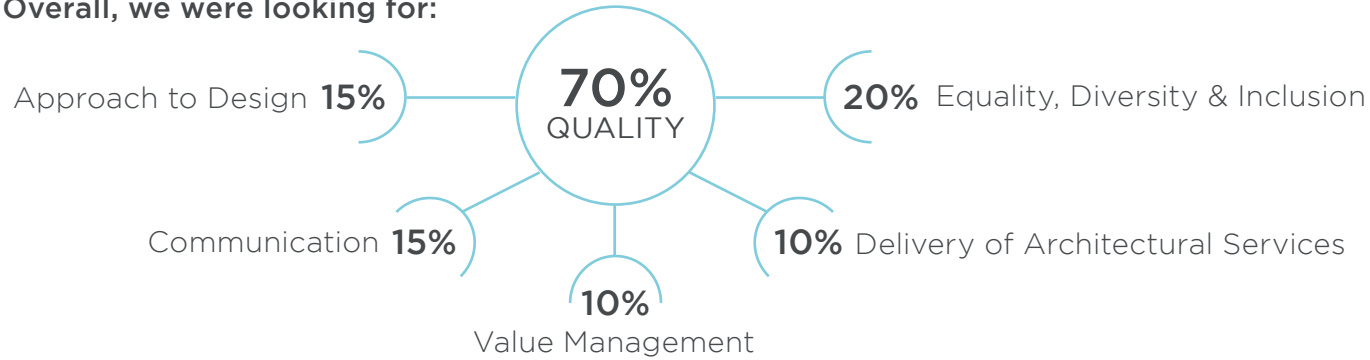 Overall, we were looking for:
70%
QUALITY
Approach to Design 15%
20% Equality, Diversity & Inclusion
Communication 15%
10% Delivery of Architectural Services
10%
Value Management